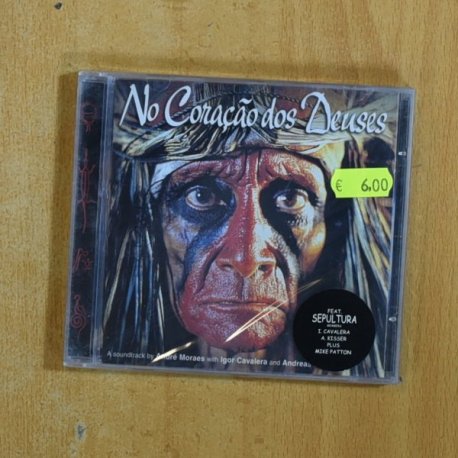 No Coração dos Deuses
€ 6,00
FEAT.
SEPULTURA
MEMBERS
I. CAVALERA
A. KISSER
PLUS
MIKE PATTON
A soundtrack by André Moraes with Igor Cavalera and Andreas